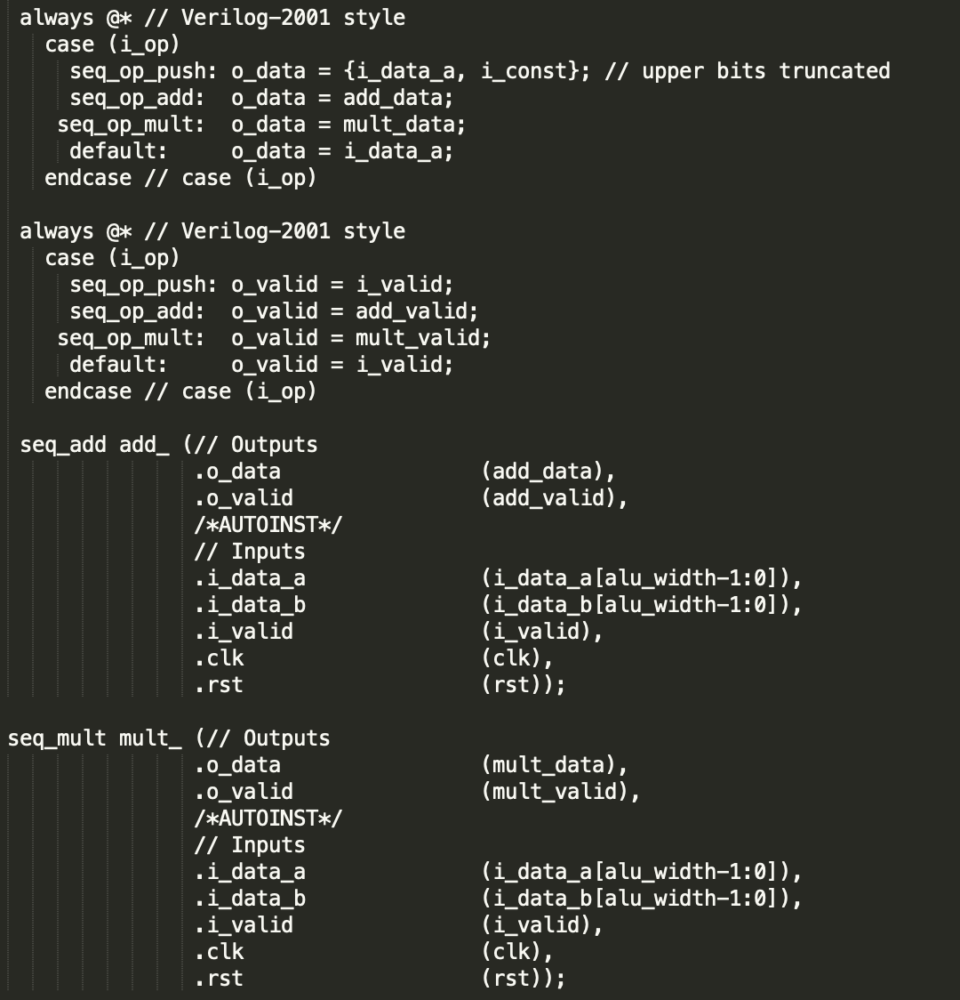 always @* // Verilog-2001 style
case (i_op)
seq_op_push: o_data = {i_data_a, i_const}; // upper bits truncated
seq_op_add:  o_data = add_data;
seq_op_mult:  o_data = mult_data;
default:     o_data = i_data_a;
endcase // case (i_op)
always @* // Verilog-2001 style
case (i_op)
seq_op_push: o_valid = i_valid;
seq_op_add:  o_valid = add_valid;
seq_op_mult:  o_valid = mult_valid;
default:     o_valid = i_valid;
endcase // case (i_op)
seq_add add_ (// Outputs
.o_data                (add_data),
.o_valid               (add_valid),
/*AUTOINST*/
// Inputs
.i_data_a              (i_data_a[alu_width-1:0]),
.i_data_b              (i_data_b[alu_width-1:0]),
.i_valid               (i_valid),
.clk                   (clk),
.rst                   (rst));
seq_mult mult_ (// Outputs
.o_data                (mult_data),
.o_valid               (mult_valid),
/*AUTOINST*/
// Inputs
.i_data_a              (i_data_a[alu_width-1:0]),
.i_data_b              (i_data_b[alu_width-1:0]),
.i_valid               (i_valid),
.clk                   (clk),
.rst                   (rst));